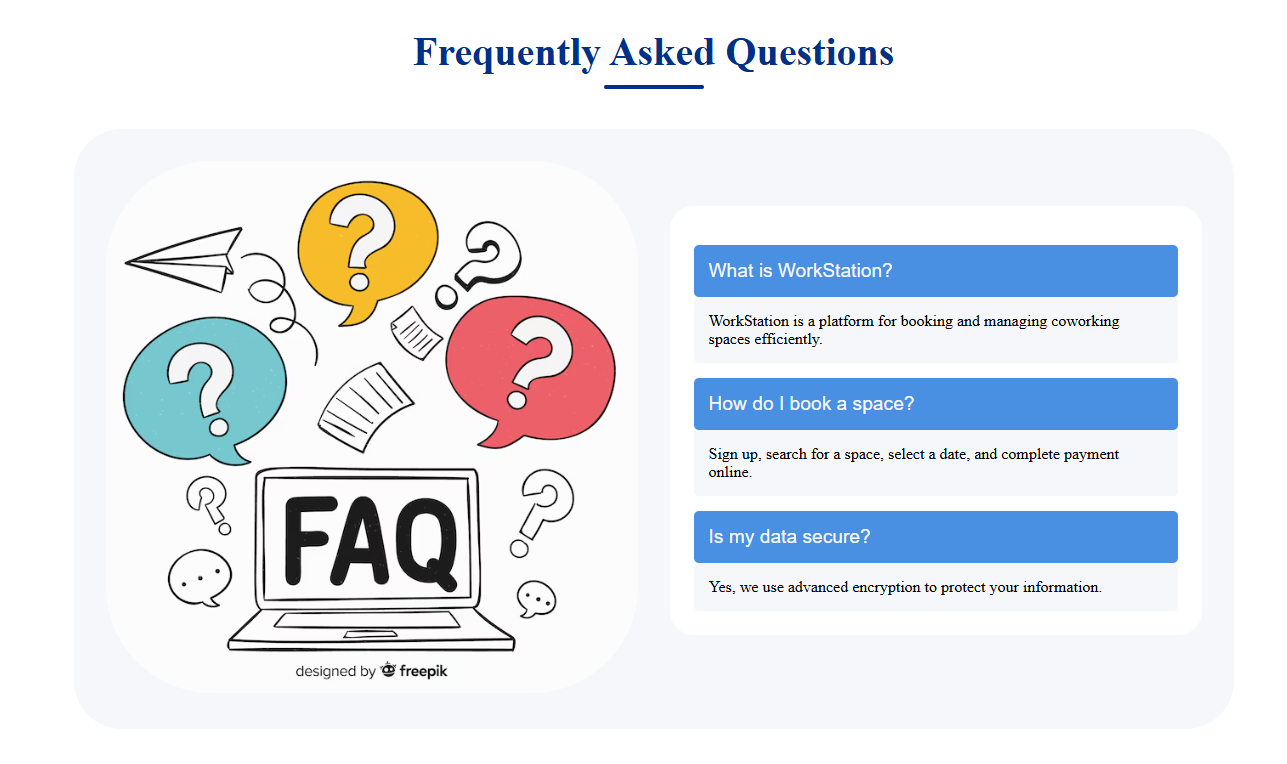 Frequently Asked Questions
FAQ
designed by freepik
What is WorkStation?
WorkStation is a platform for booking and managing coworking
spaces efficiently.
How do I book a space?
Sign up, search for a space, select a date, and complete payment
online.
Is my data secure?
Yes, we use advanced encryption to protect your information.